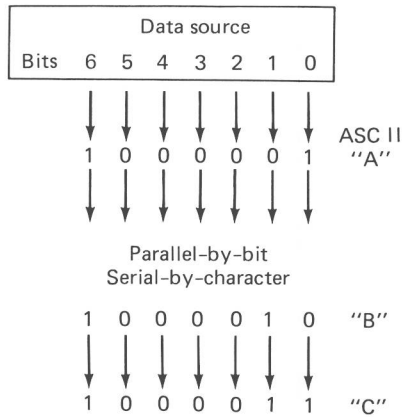 Data source
Bits 6 5 4 3 2 1 0
ASC II
1 0 0 0 0 0 1 "A"
Parallel-by-bit
Serial-by-character
1 0 0 0 0 1 0 "B"
1 0 0 0 0 1 1 "C"